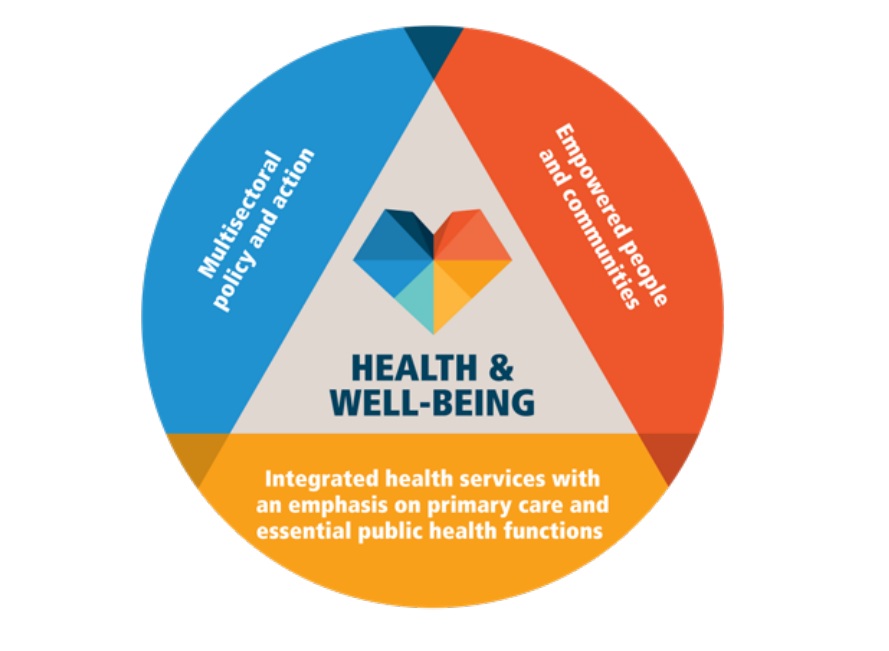 Multisectoral
policy and action
Empowered people
and communities
HEALTH &
WELL-BEING
Integrated health services with
an emphasis on primary care and
essential public health functions